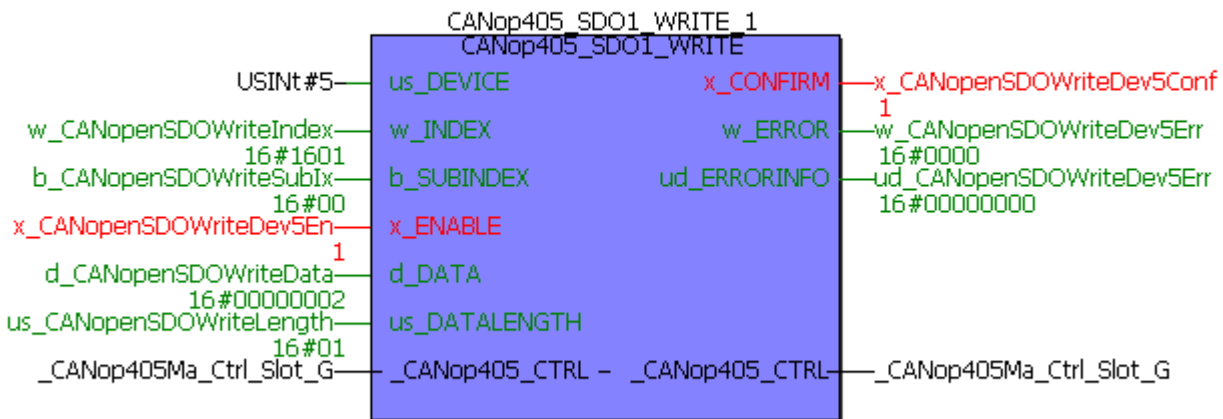 CANop405_SDO1_WRITE_1
CANop405_SDO1_WRITE
USINt#5 us_DEVICE x_CONFIRM x_CANopenSDOWriteDev5Conf
1
w_CANopenSDOWriteIndex w_INDEX w_ERROR w_CANopenSDOWriteDev5Err
16#1601 16#0000
b_CANopenSDOWriteSubIx b_SUBINDEX ud_ERRORINFO ud_CANopenSDOWriteDev5Err
16#00 16#00000000
x_CANopenSDOWriteDev5En x_ENABLE
1
d_CANopenSDOWriteData d_DATA
16#00000002
us_CANopenSDOWriteLength us_DATALENGTH
16#01
_CANop405Ma_Ctrl_Slot_G _CANop405_CTRL – _CANop405_CTRL _CANop405Ma_Ctrl_Slot_G